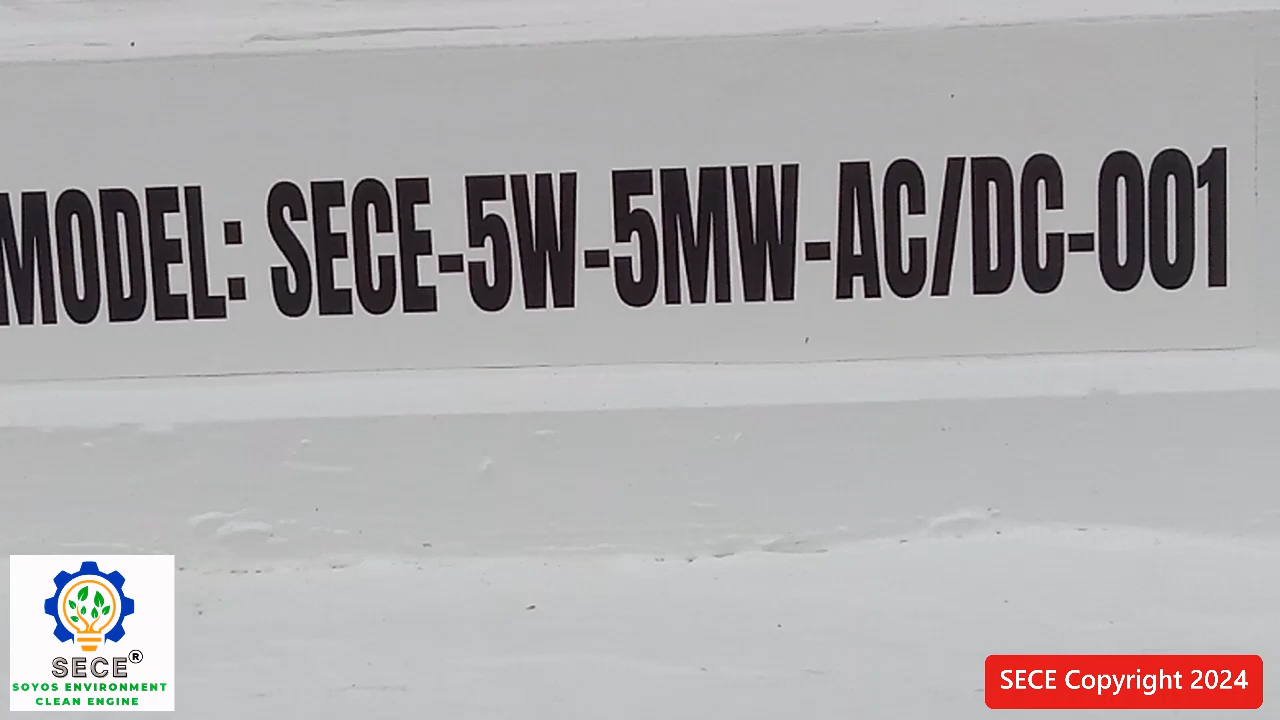 MODEL: SECE-5W-5MW-AC/DC-001
SECE®
SOYOS ENVIRONMENT
CLEAN ENGINE
SECE Copyright 2024